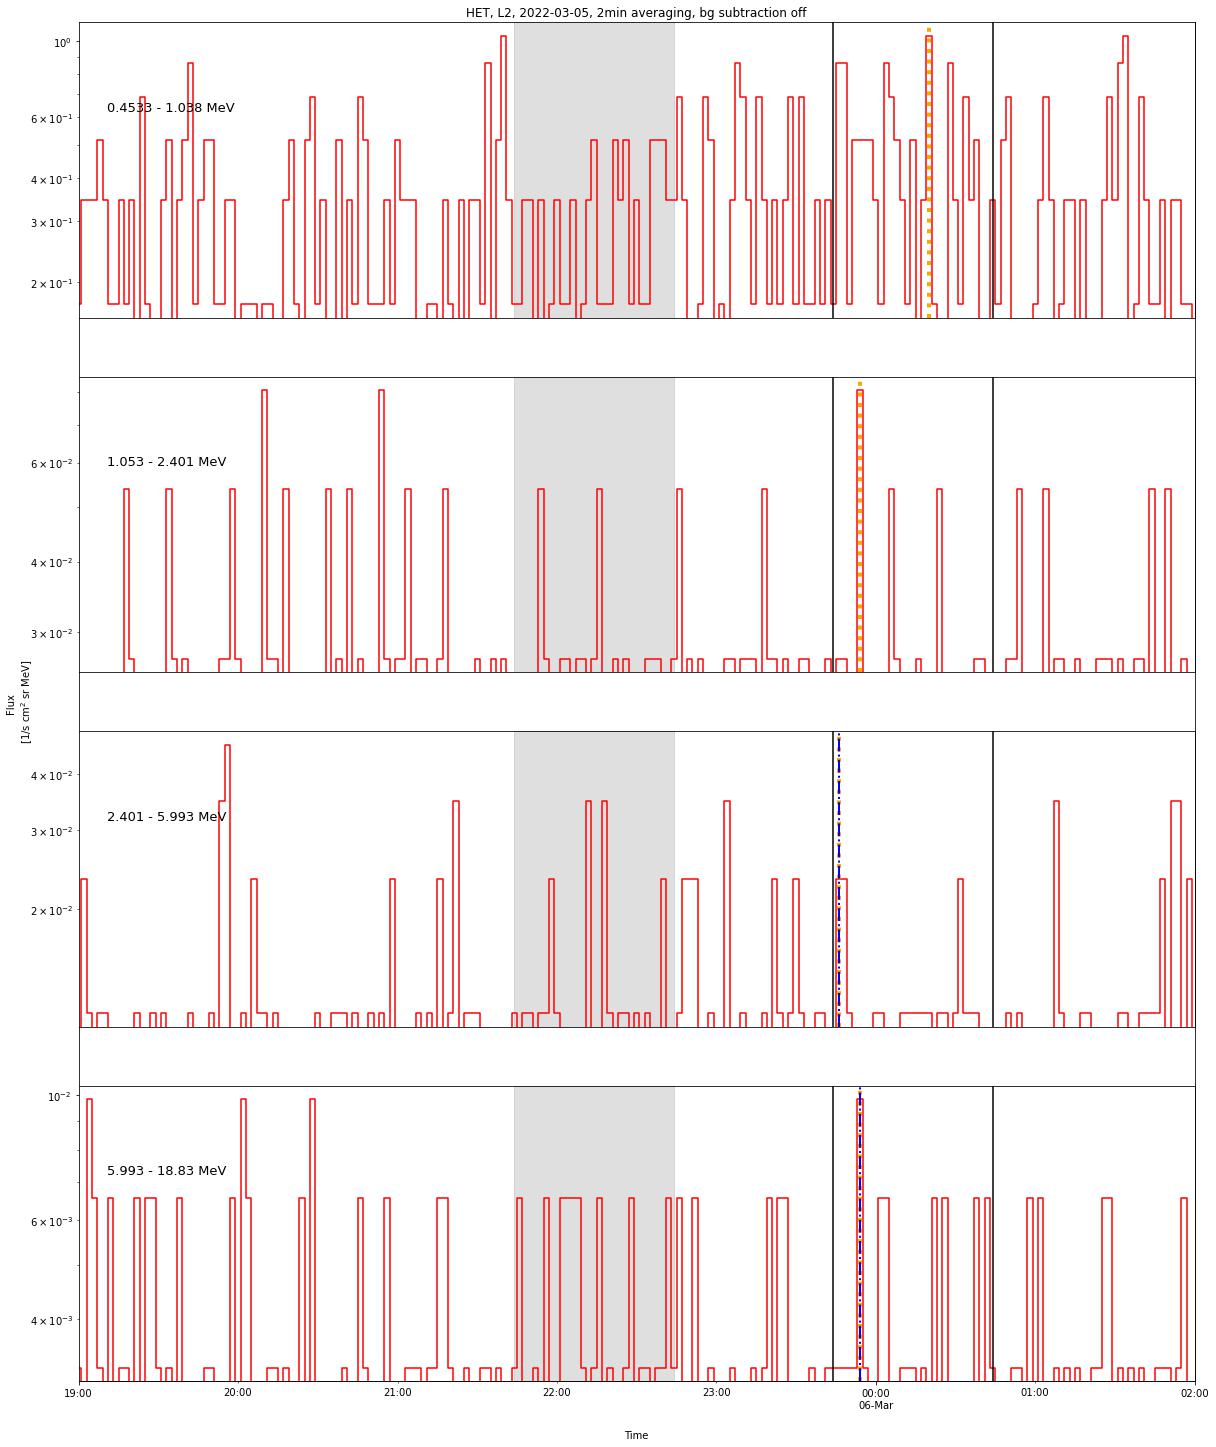 HET, L2, 2022-03-05, 2min averaging, bg subtraction off
10⁰
0.4533 - 1.038 MeV
6 × 10⁻¹
4 × 10⁻¹
3 × 10⁻¹
2 × 10⁻¹
1.053 - 2.401 MeV
6 × 10⁻²
4 × 10⁻²
3 × 10⁻²
Flux
[1/s cm² sr MeV]
4 × 10⁻²
2.401 - 5.993 MeV
3 × 10⁻²
2 × 10⁻²
10⁻²
5.993 - 18.83 MeV
6 × 10⁻³
4 × 10⁻³
19:00 20:00 21:00 22:00 23:00 00:00 01:00 02:00
06-Mar
Time